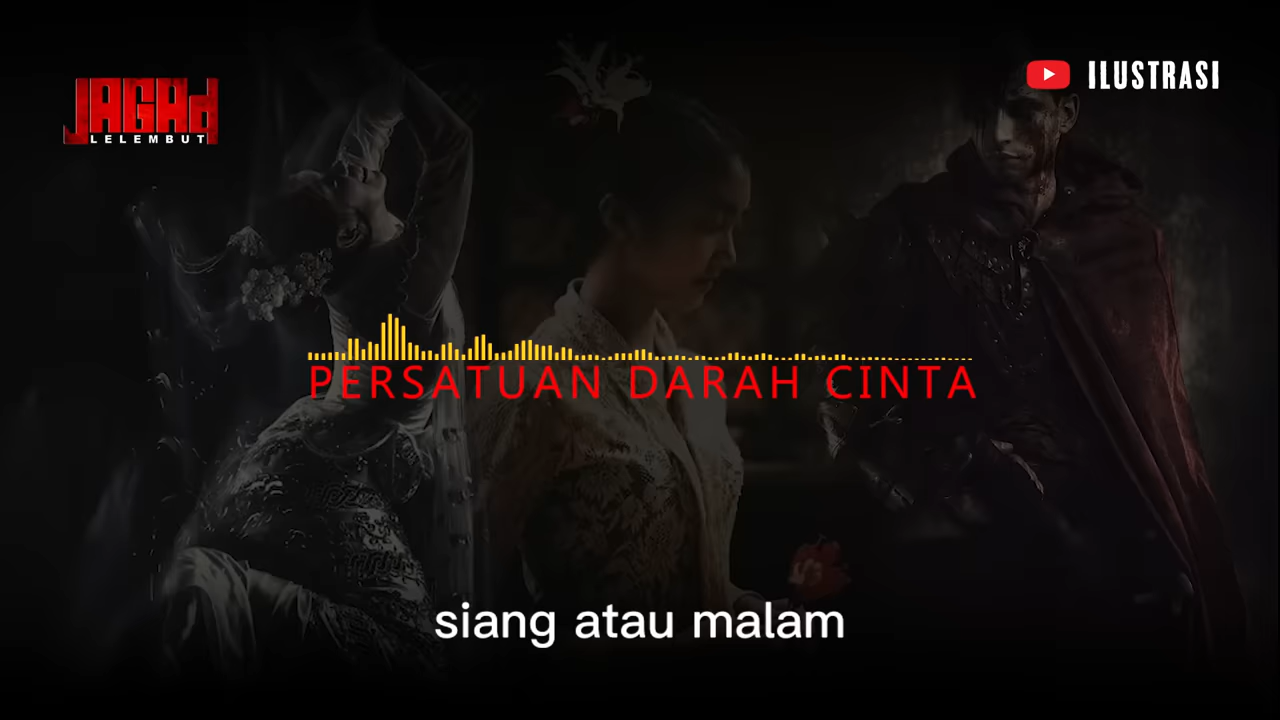 JAGAd
LELEMBUT
ILUSTRASI
PERSATUAN DARAH CINTA
siang atau malam